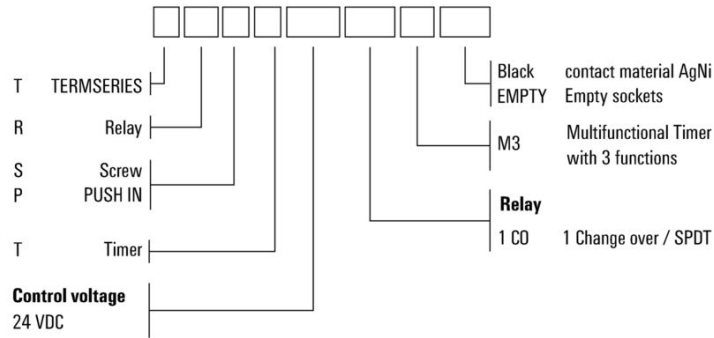 T TERMSERIES
R Relay
S Screw
P PUSH IN
T Timer
Control voltage
24 VDC
Black contact material AgNi
EMPTY Empty sockets
M3 Multifunctional Timer
with 3 functions
Relay
1 CO 1 Change over / SPDT